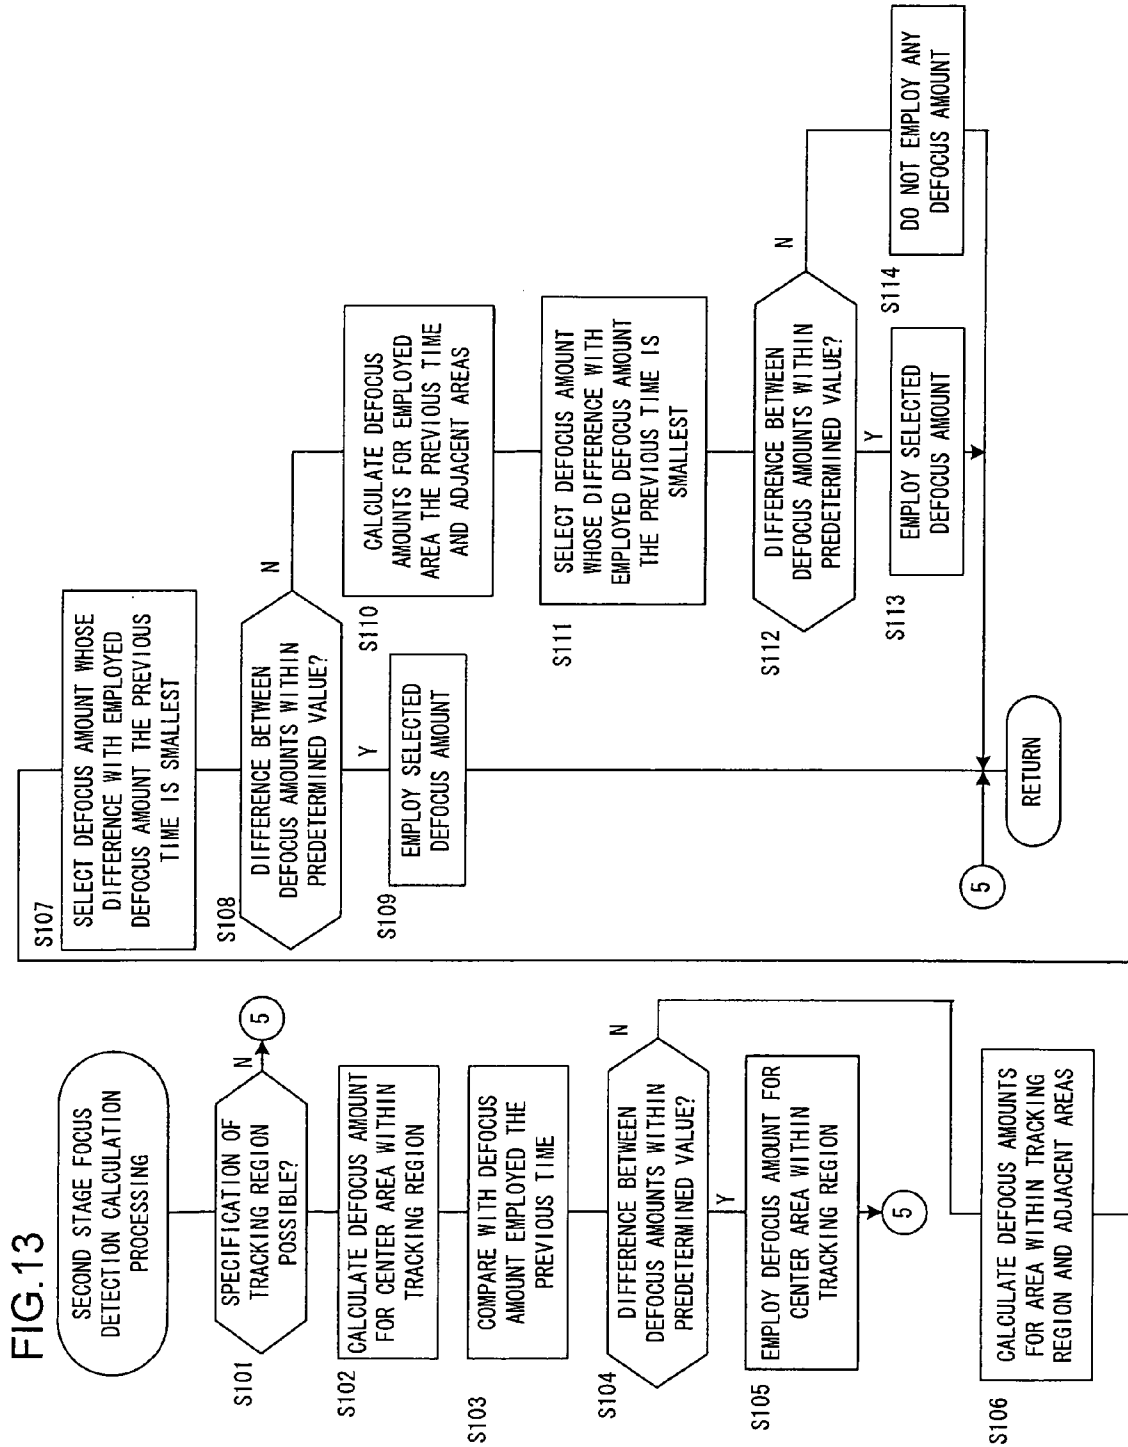 FIG.13
SECOND STAGE FOCUS
DETECTION CALCULATION
PROCESSING
S101
SPECIFICATION OF
TRACKING REGION
POSSIBLE?
N
5
S102
CALCULATE DEFOCUS AMOUNT
FOR CENTER AREA WITHIN
TRACKING REGION
S103
COMPARE WITH DEFOCUS
AMOUNT EMPLOYED THE
PREVIOUS TIME
S104
DIFFERENCE BETWEEN
DEFOCUS AMOUNTS WITHIN
PREDETERMINED VALUE?
N
Y
S105
EMPLOY DEFOCUS AMOUNT FOR
CENTER AREA WITHIN
TRACKING REGION
5
S106
CALCULATE DEFOCUS AMOUNTS
FOR AREA WITHIN TRACKING
REGION AND ADJACENT AREAS
S107
SELECT DEFOCUS AMOUNT WHOSE
DIFFERENCE WITH EMPLOYED
DEFOCUS AMOUNT THE PREVIOUS
TIME IS SMALLEST
S108
DIFFERENCE BETWEEN
DEFOCUS AMOUNTS WITHIN
PREDETERMINED VALUE?
N
Y
S109
EMPLOY SELECTED
DEFOCUS AMOUNT
S110
CALCULATE DEFOCUS
AMOUNTS FOR EMPLOYED
AREA THE PREVIOUS TIME
AND ADJACENT AREAS
S111
SELECT DEFOCUS AMOUNT
WHOSE DIFFERENCE WITH
EMPLOYED DEFOCUS AMOUNT
THE PREVIOUS TIME IS
SMALLEST
S112
DIFFERENCE BETWEEN
DEFOCUS AMOUNTS WITHIN
PREDETERMINED VALUE?
N
Y
S113
EMPLOY SELECTED
DEFOCUS AMOUNT
S114
DO NOT EMPLOY ANY
DEFOCUS AMOUNT
5
RETURN